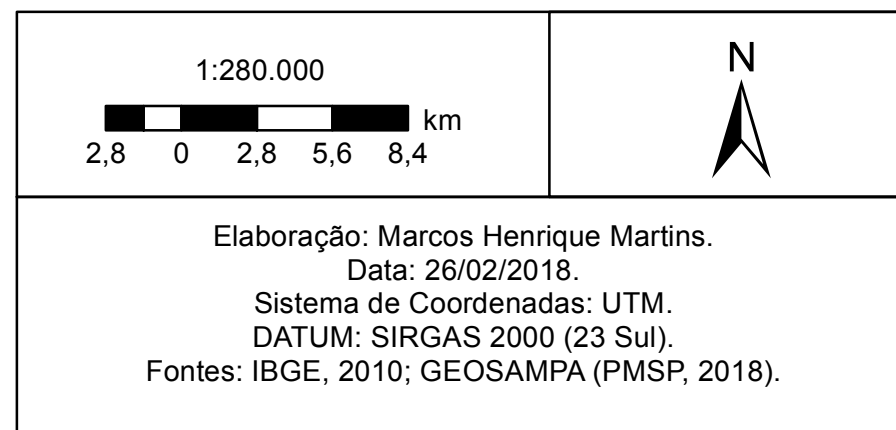 1:280.000
km
2,8 0 2,8 5,6 8,4
N
Elaboração: Marcos Henrique Martins.
Data: 26/02/2018.
Sistema de Coordenadas: UTM.
DATUM: SIRGAS 2000 (23 Sul).
Fontes: IBGE, 2010; GEOSAMPA (PMSP, 2018).